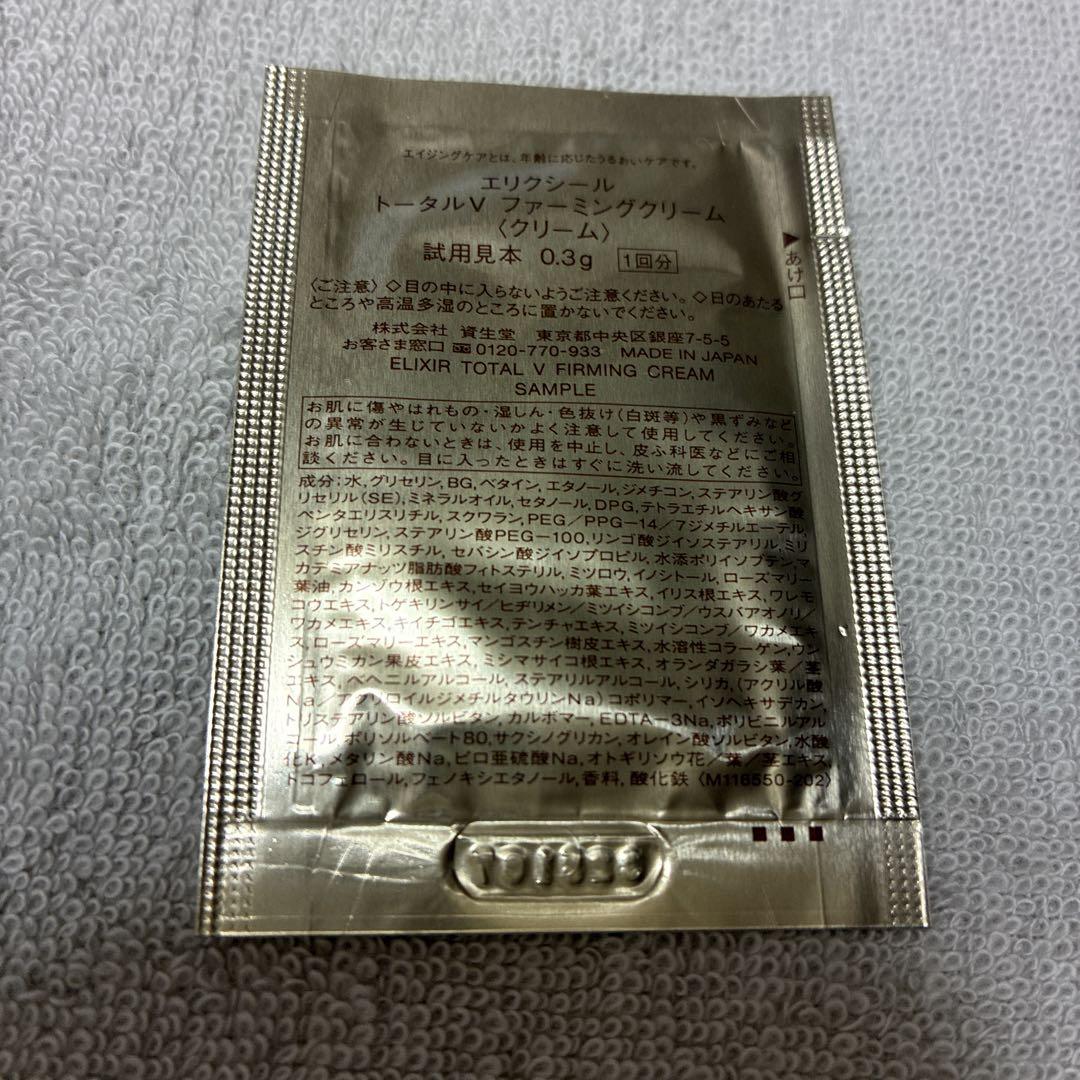 エイジングケアとは、年齢に応じたうるおいケアです。
エリクシール
トータルV ファーミングクリーム
〈クリーム〉
試用見本 0.3g 1回分
▶あけ口
〈ご注意〉◇目の中に入らないようご注意ください。◇日のあたる
ところや高温多湿のところに置かないでください。
株式会社 資生堂 東京都中央区銀座7-5-5
お客さま窓口 0120-770-933 MADE IN JAPAN
ELIXIR TOTAL V FIRMING CREAM
SAMPLE
お肌に傷やはれもの・湿しん・色抜け(白斑等)や黒ずみなど
の異常が生じていないかよく注意して使用してください。
お肌に合わないときは、使用を中止し、皮ふ科医などにご相
談ください。目に入ったときはすぐに洗い流してください。
成分:水,グリセリン,BG,ベタイン,エタノール,ジメチコン,ステアリン酸グ
リセリル(SE),ミネラルオイル,セタノール,DPG,テトラエチルヘキサン酸
ペンタエリスリチル,スクワラン,PEG/PPG-14/7ジメチルエーテル,
ジグリセリン,ステアリン酸PEG-100,リンゴ酸ジイソステアリル,ミリ
スチン酸ミリスチル,セバシン酸ジイソプロピル,水添ポリイソブテン,マ
カデミアナッツ脂肪酸フィトステリル,ミツロウ,イノシトール,ローズマリー
葉油,カンゾウ根エキス,セイヨウハッカ葉エキス,イリス根エキス,ワレモ
コウエキス,トゲキリンサイ/ヒヂリメン/ミツイシコンブ/ウスバアオノリ/
ワカメエキス,キイチゴエキス,テンチャエキス,ミツイシコンブ/ワカメエキ
ス,ローズマリーエキス,マンゴスチン樹皮エキス,水溶性コラーゲン,ウン
シュウミカン果皮エキス,ミシマサイコ根エキス,オランダガラシ葉/茎
エキス,ベヘニルアルコール,ステアリルアルコール,シリカ,(アクリル酸
Na/アクリロイルジメチルタウリンNa)コポリマー,イソヘキサデカン,
トリステアリン酸ソルビタン,カルボマー,EDTA-3Na,ポリビニルアル
コール,ポリソルベート80,サクシノグリカン,オレイン酸ソルビタン,水酸
化K,メタリン酸Na,ピロ亜硫酸Na,オトギリソウ花/葉/茎エキス,
トコフェロール,フェノキシエタノール,香料,酸化鉄〈M116550-202〉